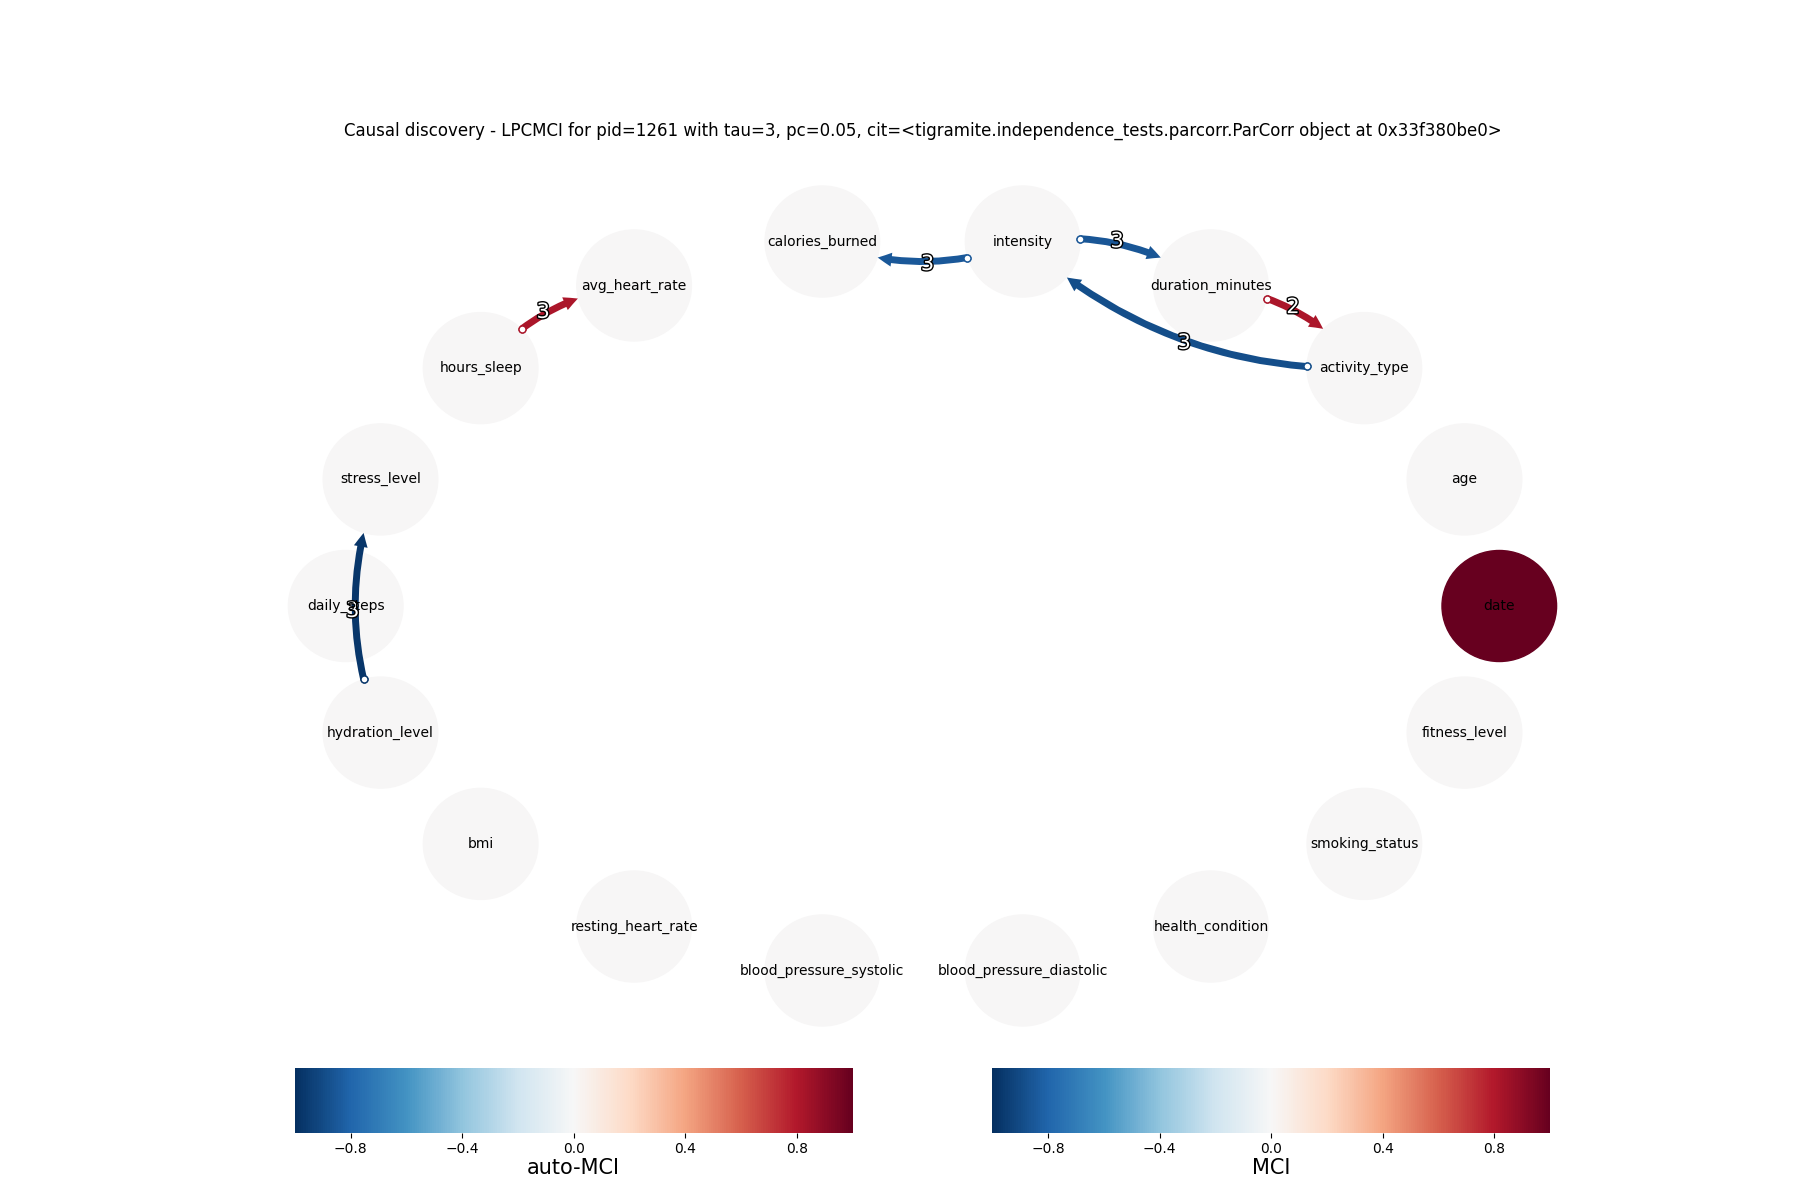 Causal discovery - LPCMCI for pid=1261 with tau=3, pc=0.05, cit=<tigramite.independence_tests.parcorr.ParCorr object at 0x33f380be0>
calories_burned
intensity
3
3
avg_heart_rate
duration_minutes
3
2
3
hours_sleep
activity_type
stress_level
age
daily_steps
3
date
hydration_level
fitness_level
bmi
smoking_status
resting_heart_rate
health_condition
blood_pressure_systolic
blood_pressure_diastolic
−0.8 −0.4 0.0 0.4 0.8
auto-MCI
−0.8 −0.4 0.0 0.4 0.8
MCI